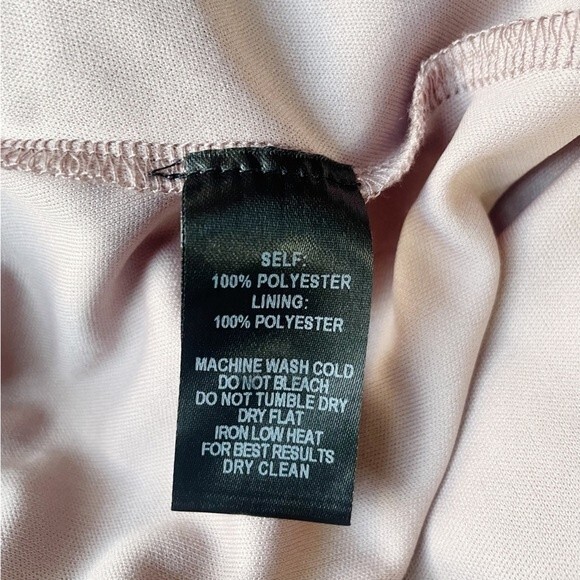 SELF:
100% POLYESTER
LINING:
100% POLYESTER
MACHINE WASH COLD
DO NOT BLEACH
DO NOT TUMBLE DRY
DRY FLAT
IRON LOW HEAT
FOR BEST RESULTS
DRY CLEAN